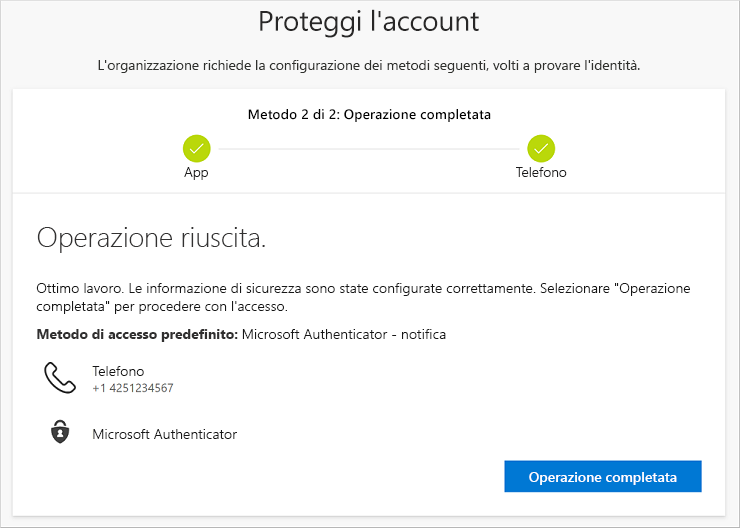 Proteggi l'account
L'organizzazione richiede la configurazione dei metodi seguenti, volti a provare l'identità.
Metodo 2 di 2: Operazione completata
App
Telefono
Operazione riuscita.
Ottimo lavoro. Le informazione di sicurezza sono state configurate correttamente. Selezionare "Operazione
completata" per procedere con l'accesso.
Metodo di accesso predefinito: Microsoft Authenticator - notifica
Telefono
+1 4251234567
Microsoft Authenticator
Operazione completata